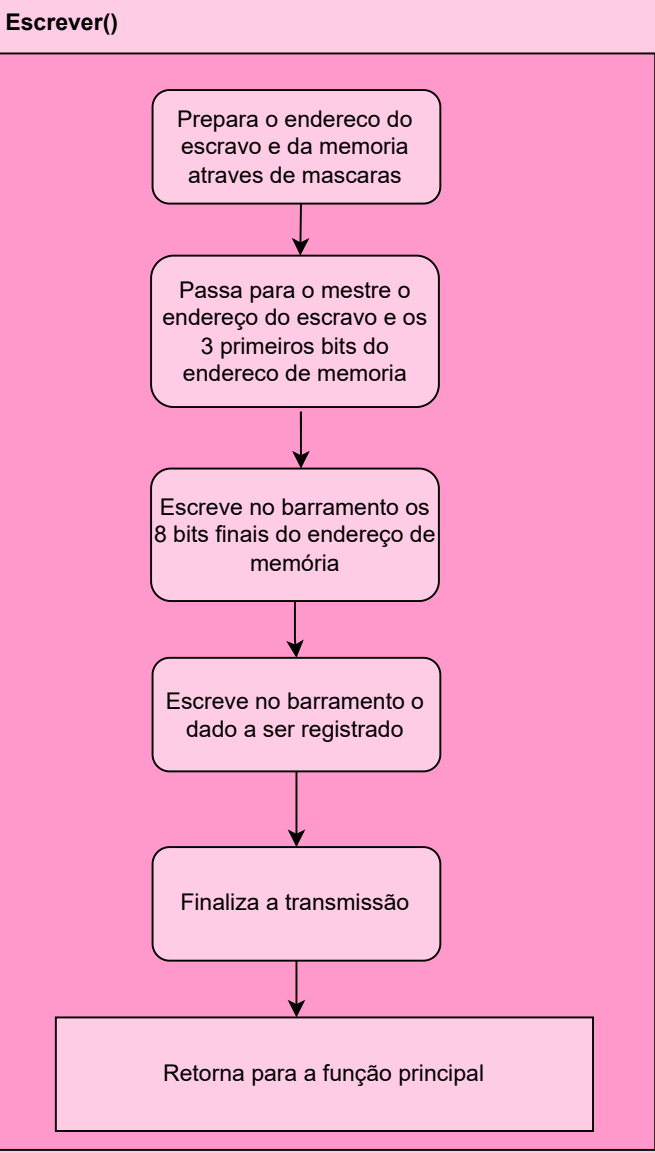 Escrever()
Prepara o endereco do
escravo e da memoria
atraves de mascaras
Passa para o mestre o
endereço do escravo e os
3 primeiros bits do
endereco de memoria
Escreve no barramento os
8 bits finais do endereço de
memória
Escreve no barramento o
dado a ser registrado
Finaliza a transmissão
Retorna para a função principal